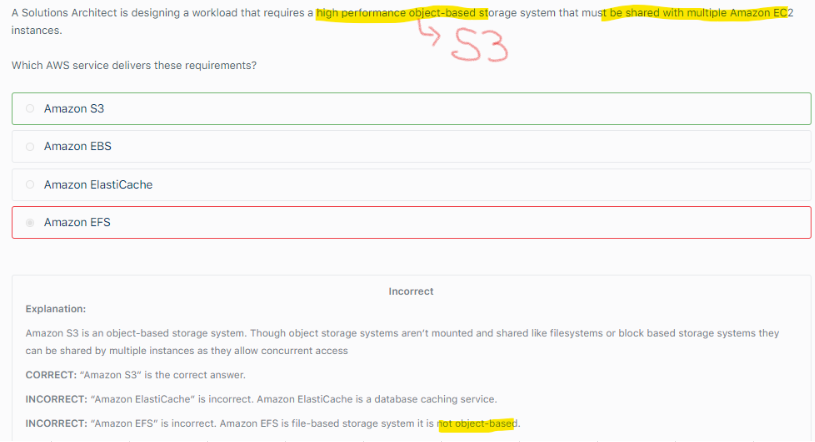 A Solutions Architect is designing a workload that requires a high performance object-based storage system that must be shared with multiple Amazon EC2
instances.
S3
Which AWS service delivers these requirements?
Amazon S3
Amazon EBS
Amazon ElastiCache
Amazon EFS
Incorrect
Explanation:
Amazon S3 is an object-based storage system. Though object storage systems aren't mounted and shared like filesystems or block based storage systems they
can be shared by multiple instances as they allow concurrent access
CORRECT: "Amazon S3" is the correct answer.
INCORRECT: "Amazon ElastiCache" is incorrect. Amazon ElastiCache is a database caching service.
INCORRECT: "Amazon EFS" is incorrect. Amazon EFS is file-based storage system it is not object-based.